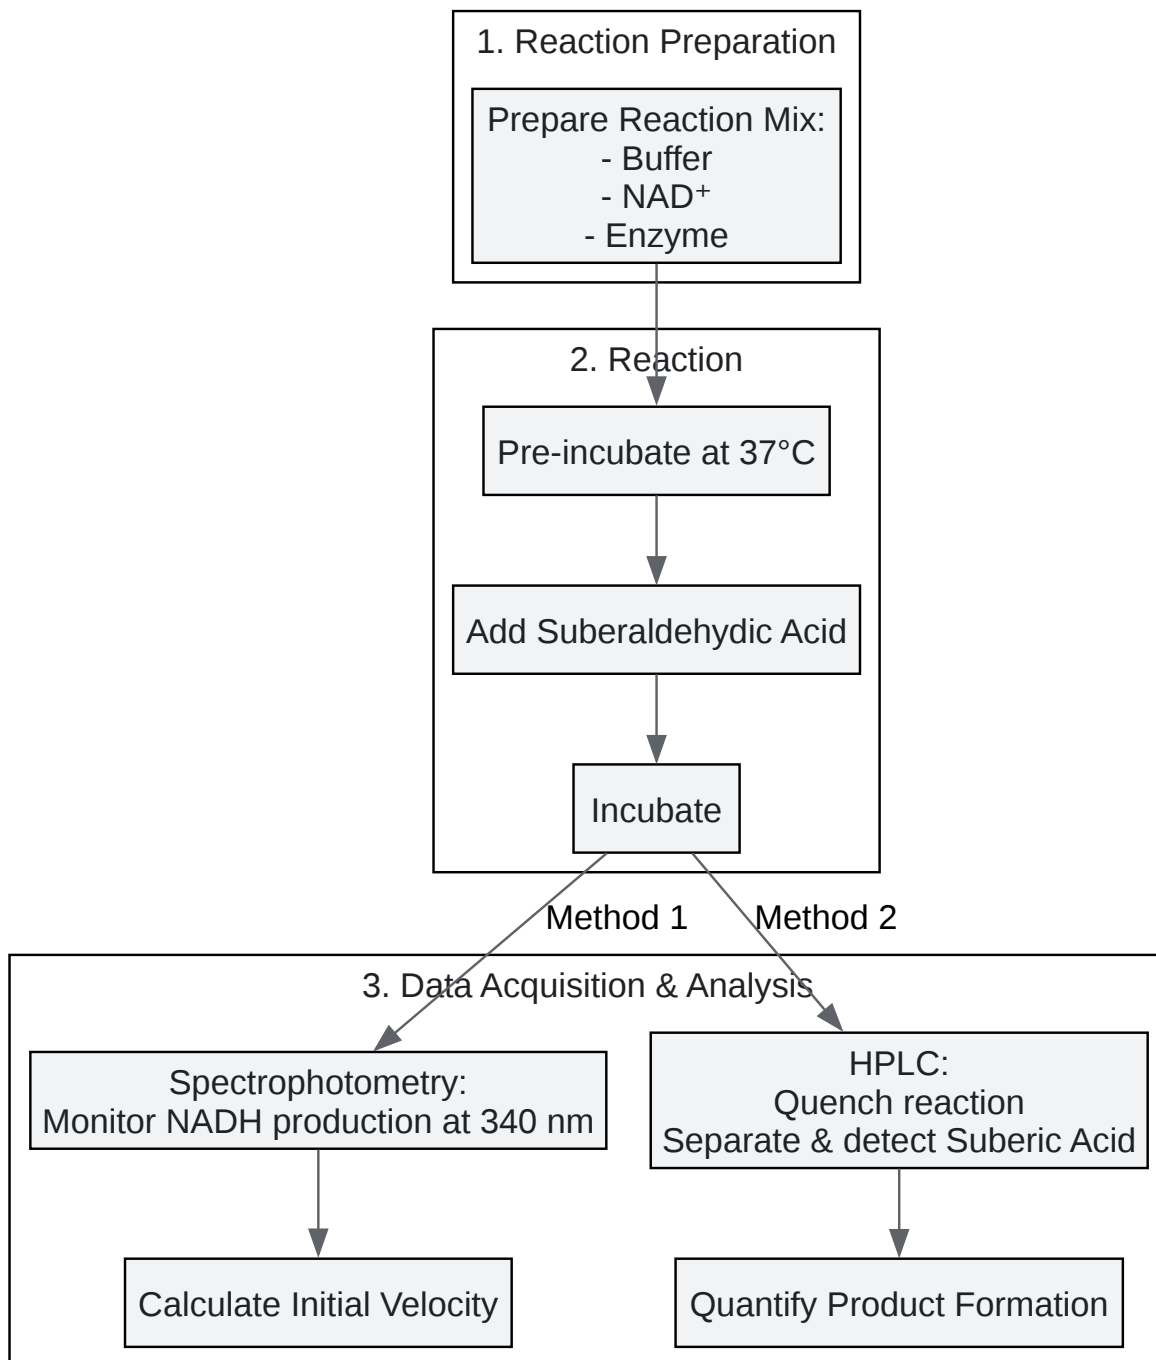 1. Reaction Preparation
Prepare Reaction Mix:
- Buffer
- NAD⁺
- Enzyme
2. Reaction
Pre-incubate at 37°C
Add Suberaldehydic Acid
Incubate
Method 1
Method 2
3. Data Acquisition & Analysis
Spectrophotometry:
Monitor NADH production at 340 nm
HPLC:
Quench reaction
Separate & detect Suberic Acid
Calculate Initial Velocity
Quantify Product Formation